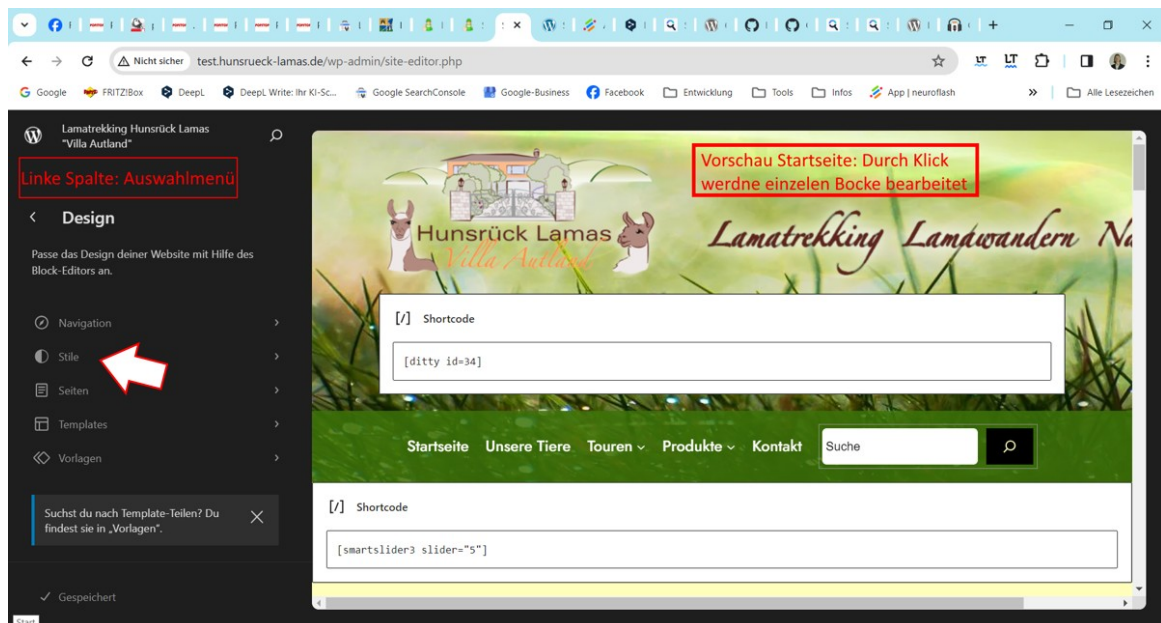 Nicht sicher
test.hunsrueck-lamas.de/wp-admin/site-editor.php
Google
FRITZ!Box
DeepL
DeepL Write: Ihr KI-Sc...
Google SearchConsole
Google-Business
Facebook
Entwicklung
Tools
Infos
App | neuroflash
»
Alle Lesezeichen
Lamatrekking Hunsrück Lamas
"Villa Autland"
Linke Spalte: Auswahlmenü
Design
Passe das Design deiner Website mit Hilfe des
Block-Editors an.
Navigation
Stile
Seiten
Templates
Vorlagen
Suchst du nach Template-Teilen? Du
findest sie in „Vorlagen".
Gespeichert
Start
Vorschau Startseite: Durch Klick
werdne einzelen Bocke bearbeitet
Hunsrück Lamas
Villa Autland
Lamatrekking Lamawandern Na
[/] Shortcode
[ditty id=34]
Startseite Unsere Tiere Touren Produkte Kontakt Suche
[/] Shortcode
[smartslider3 slider="5"]